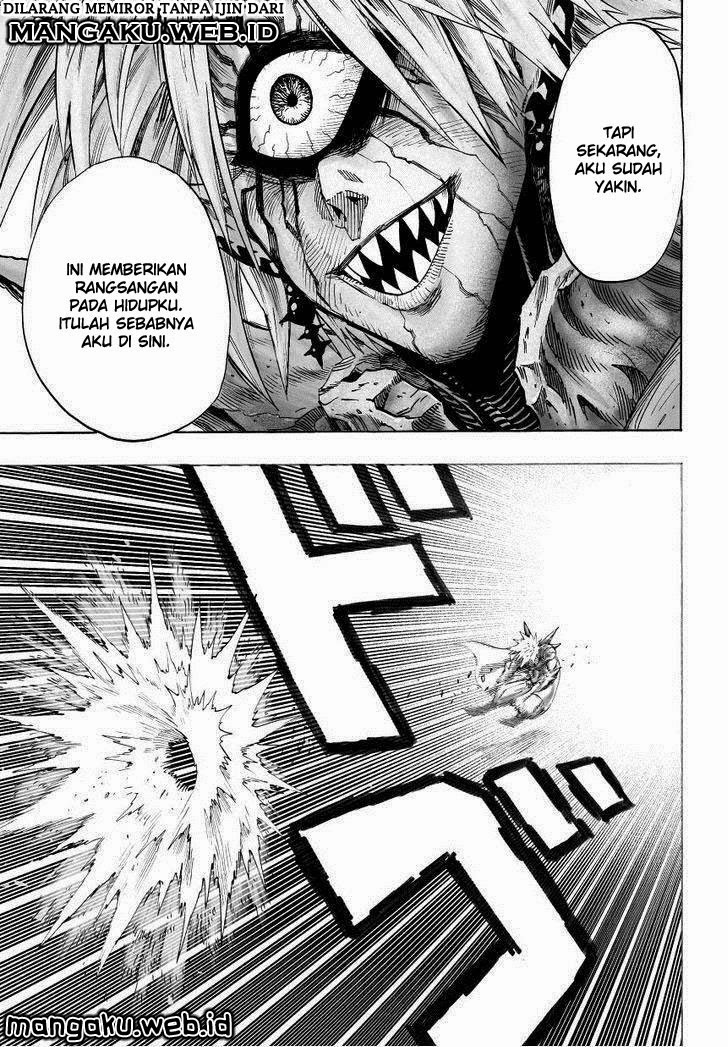 DILARANG MEMIROR TANPA IJIN DARI
MANGAKU.WEB.ID
TAPI
SEKARANG,
AKU SUDAH
YAKIN.
INI MEMBERIKAN
RANGSANGAN
PADA HIDUPKU.
ITULAH SEBABNYA
AKU DI SINI.
ド
グ
mangaku.web.id